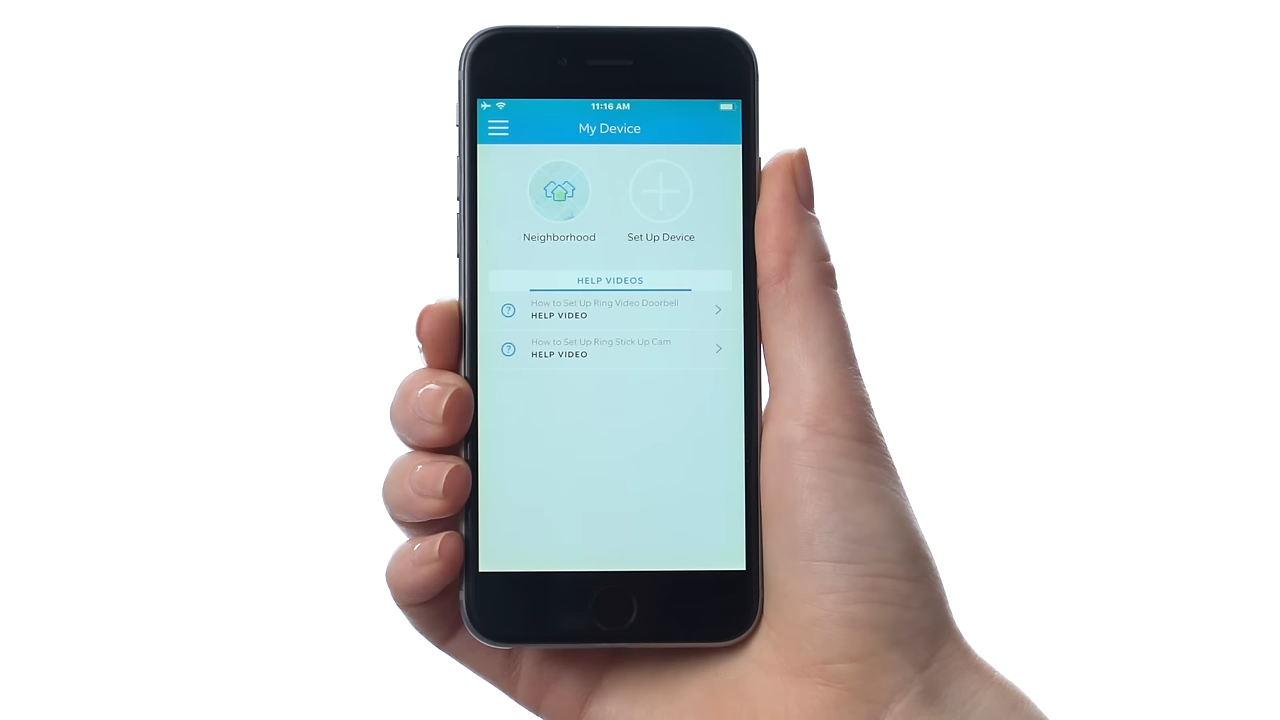 11:16 AM
My Device
Neighborhood
Set Up Device
HELP VIDEOS
How to Set Up Ring Video Doorbell
HELP VIDEO
How to Set Up Ring Stick Up Cam
HELP VIDEO